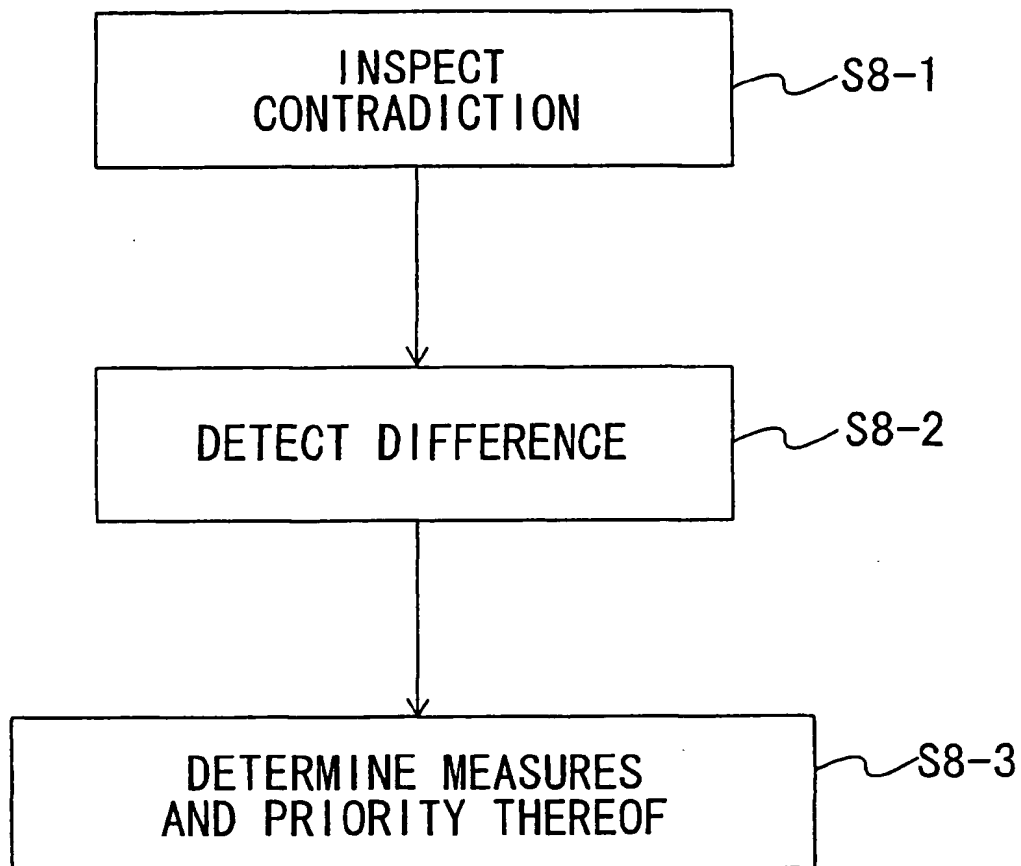 INSPECT
CONTRADICTION
S8-1
DETECT DIFFERENCE
S8-2
DETERMINE MEASURES
AND PRIORITY THEREOF
S8-3